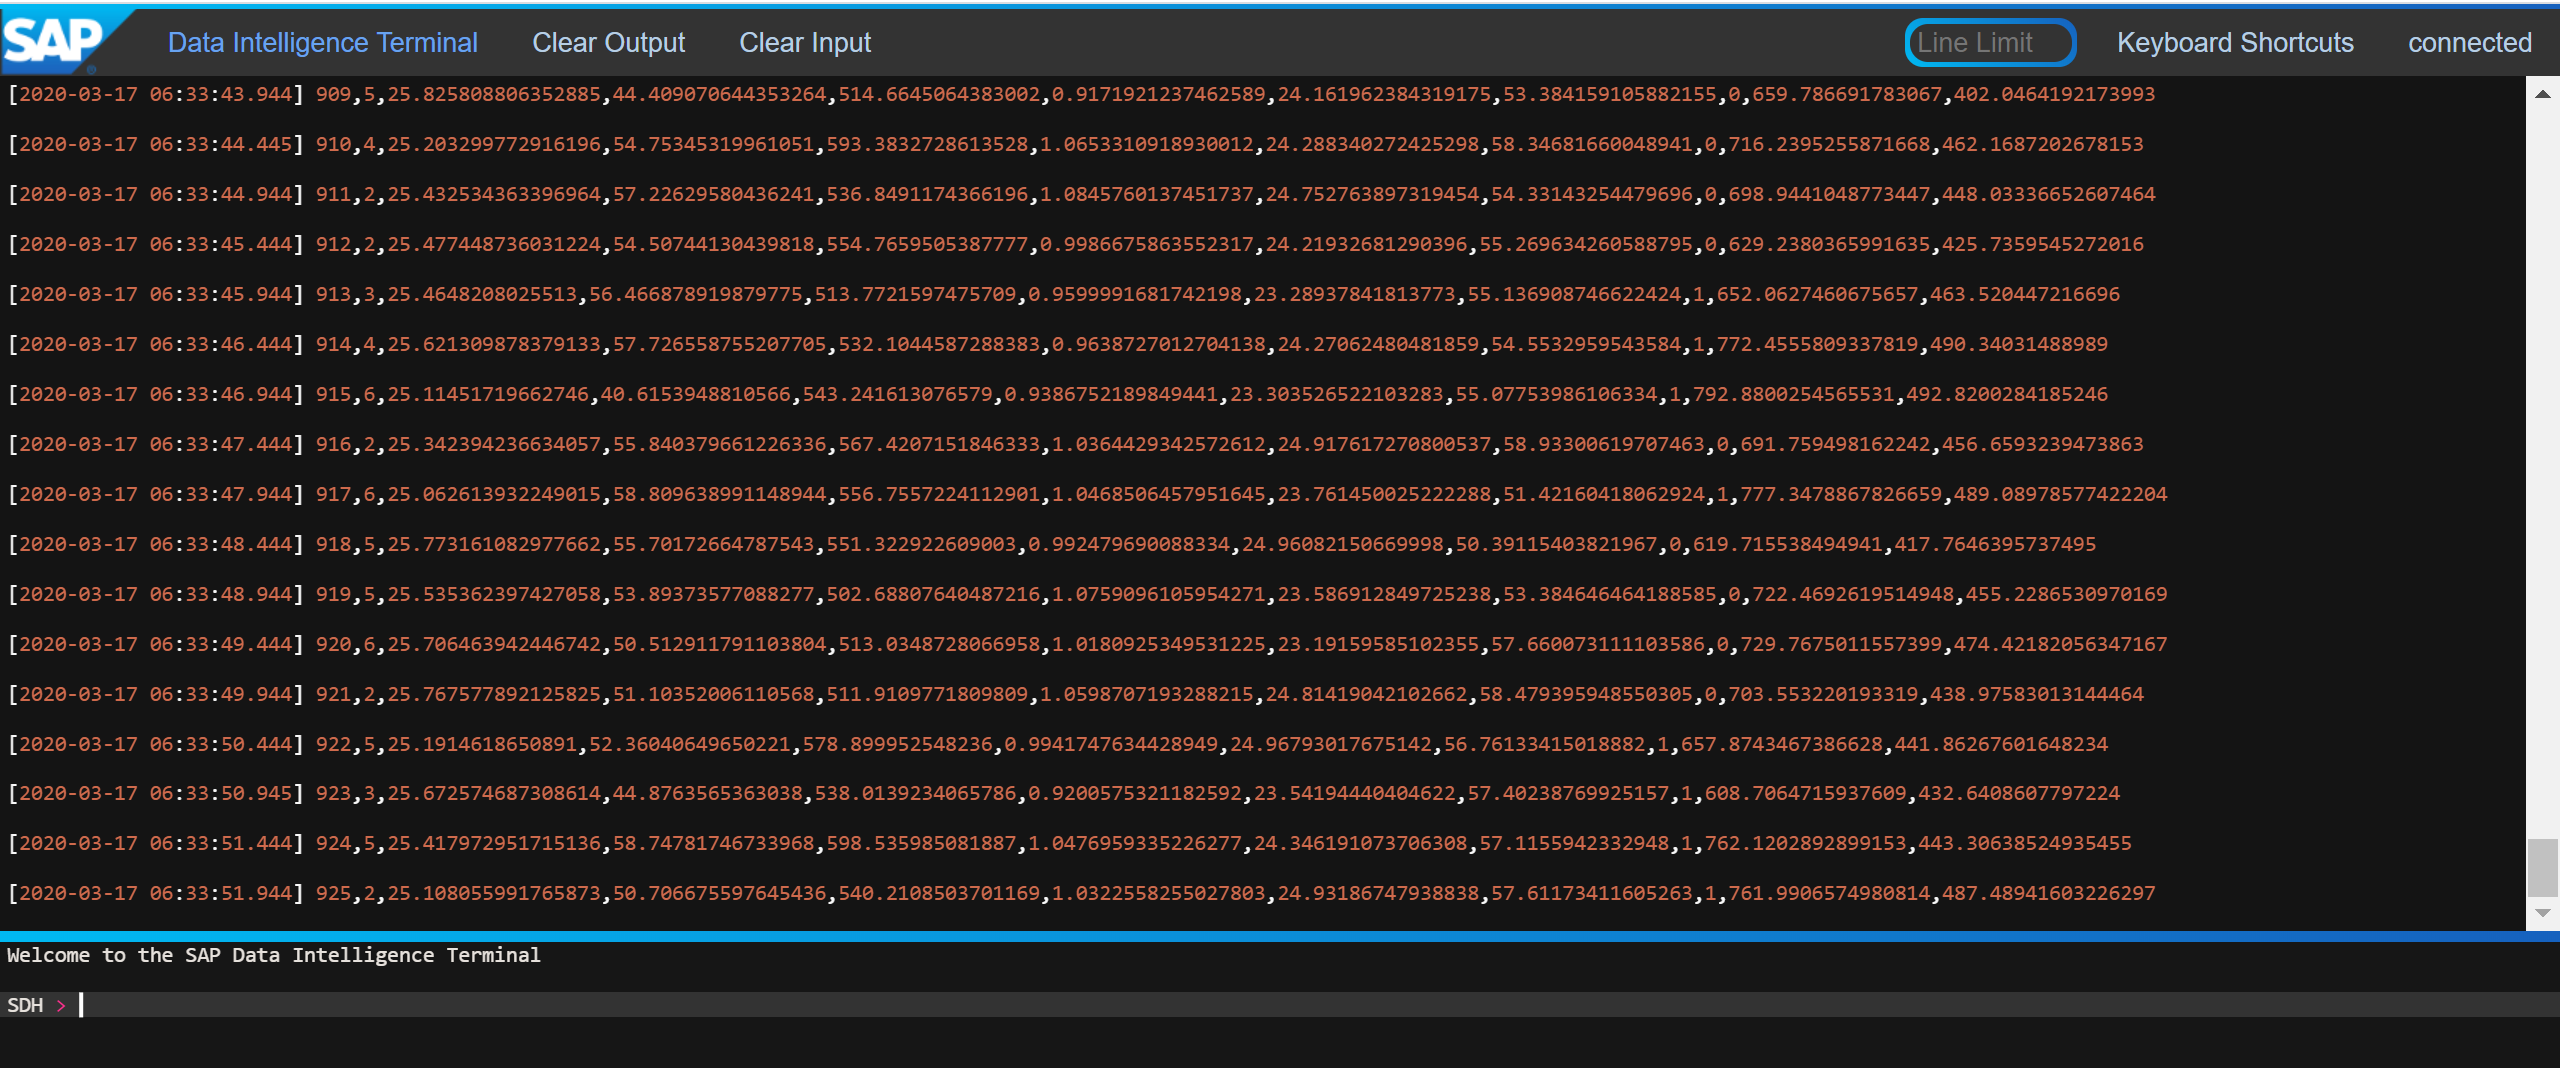 SAP Data Intelligence Terminal Clear Output Clear Input Line Limit Keyboard Shortcuts connected
[2020-03-17 06:33:43.944] 909,5,25.825808806352885,44.409070644353264,514.6645064383002,0.9171921237462589,24.161962384319175,53.384159105882155,0,659.786691783067,402.0464192173993
[2020-03-17 06:33:44.445] 910,4,25.203299772916196,54.75345319961051,593.3832728613528,1.0653310918930012,24.288340272425298,58.34681660048941,0,716.2395255871668,462.1687202678153
[2020-03-17 06:33:44.944] 911,2,25.432534363396964,57.22629580436241,536.8491174366196,1.0845760137451737,24.752763897319454,54.33143254479696,0,698.9441048773447,448.03336652607464
[2020-03-17 06:33:45.444] 912,2,25.477448736031224,54.50744130439818,554.7659505387777,0.9986675863552317,24.21932681290396,55.269634260588795,0,629.2380365991635,425.7359545272016
[2020-03-17 06:33:45.944] 913,3,25.4648208025513,56.466878919879775,513.7721597475709,0.9599991681742198,23.28937841813773,55.136908746622424,1,652.0627460675657,463.520447216696
[2020-03-17 06:33:46.444] 914,4,25.621309878379133,57.726558755207705,532.1044587288383,0.9638727012704138,24.27062480481859,54.5532959543584,1,772.4555809337819,490.34031488989
[2020-03-17 06:33:46.944] 915,6,25.11451719662746,40.6153948810566,543.241613076579,0.9386752189849441,23.303526522103283,55.07753986106334,1,792.8800254565531,492.8200284185246
[2020-03-17 06:33:47.444] 916,2,25.342394236634057,55.840379661226336,567.4207151846333,1.0364429342572612,24.917617270800537,58.93300619707463,0,691.759498162242,456.6593239473863
[2020-03-17 06:33:47.944] 917,6,25.062613932249015,58.809638991148944,556.7557224112901,1.0468506457951645,23.761450025222288,51.42160418062924,1,777.3478867826659,489.08978577422204
[2020-03-17 06:33:48.444] 918,5,25.773161082977662,55.70172664787543,551.322922609003,0.992479690088334,24.96082150669998,50.39115403821967,0,619.715538494941,417.7646395737495
[2020-03-17 06:33:48.944] 919,5,25.535362397427058,53.89373577088277,502.68807640487216,1.0759096105954271,23.586912849725238,53.384646464188585,0,722.4692619514948,455.2286530970169
[2020-03-17 06:33:49.444] 920,6,25.706463942446742,50.512911791103804,513.0348728066958,1.0180925349531225,23.19159585102355,57.660073111103586,0,729.7675011557399,474.42182056347167
[2020-03-17 06:33:49.944] 921,2,25.767577892125825,51.10352006110568,511.9109771809809,1.0598707193288215,24.81419042102662,58.479395948550305,0,703.553220193319,438.97583013144464
[2020-03-17 06:33:50.444] 922,5,25.1914618650891,52.36040649650221,578.899952548236,0.9941747634428949,24.96793017675142,56.76133415018882,1,657.8743467386628,441.86267601648234
[2020-03-17 06:33:50.945] 923,3,25.672574687308614,44.8763565363038,538.0139234065786,0.9200575321182592,23.54194440404622,57.40238769925157,1,608.7064715937609,432.6408607797224
[2020-03-17 06:33:51.444] 924,5,25.417972951715136,58.74781746733968,598.535985081887,1.0476959335226277,24.346191073706308,57.1155942332948,1,762.1202892899153,443.30638524935455
[2020-03-17 06:33:51.944] 925,2,25.108055991765873,50.706675597645436,540.2108503701169,1.0322558255027803,24.93186747938838,57.61173411605263,1,761.9906574980814,487.48941603226297
Welcome to the SAP Data Intelligence Terminal
SDH >